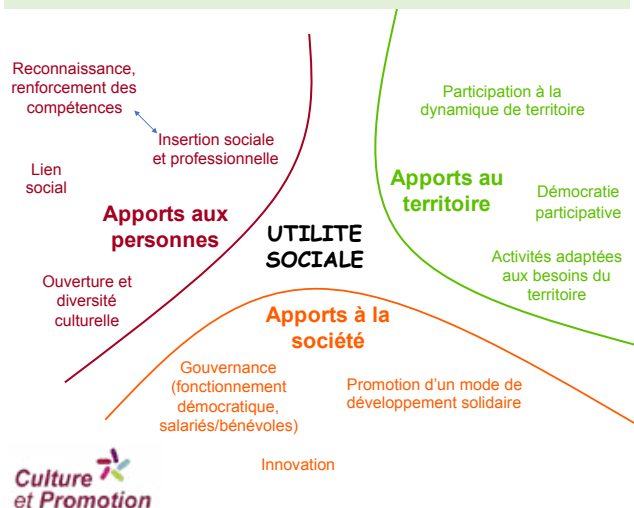 Reconnaissance,
renforcement des
compétences
Insertion sociale
et professionnelle
Lien
social
Apports aux
personnes
Ouverture et
diversité
culturelle
UTILITE
SOCIALE
Participation à la
dynamique de territoire
Apports au
territoire
Démocratie
participative
Activités adaptées
aux besoins du
territoire
Apports à la
société
Gouvernance
(fonctionnement
démocratique,
salariés/bénévoles)
Promotion d’un mode de
développement solidaire
Innovation
Culture
et Promotion